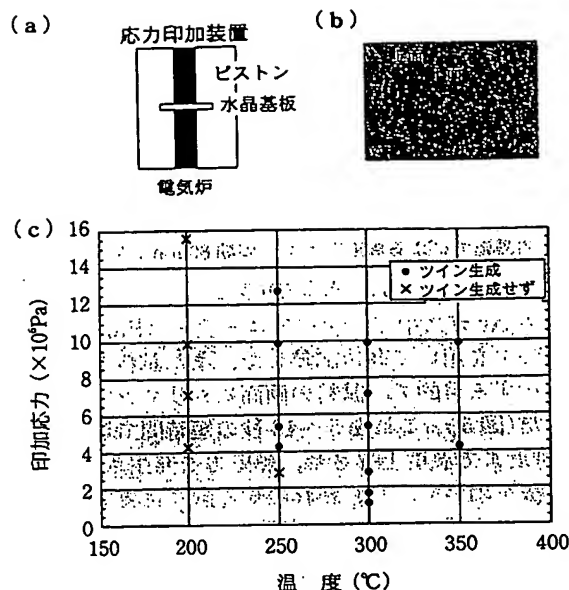 (a)
応力印加装置
ピストン
水晶基板
電気炉
(b)
(c)
印加応力 (×10⁶Pa)
16
14
12
10
8
6
4
2
0
● ツイン生成
× ツイン生成せず
150 200 250 300 350 400
温 度 (℃)